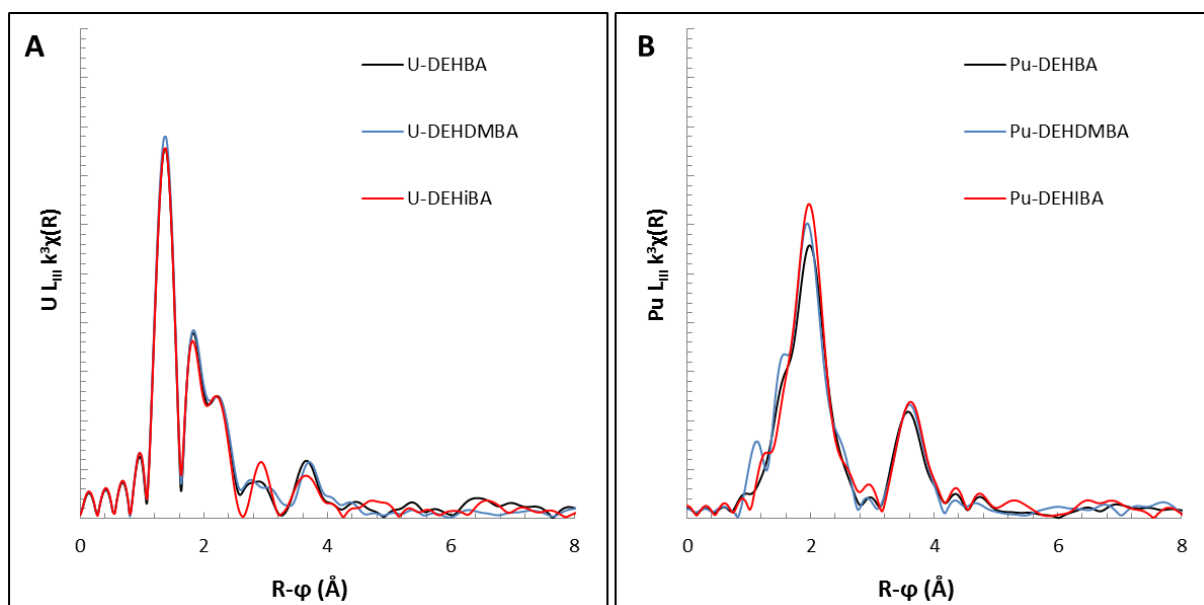 A
U-DEHBA
U-DEHDMBA
U-DEHiBA
U LIII k³χ(R)
0 2 4 6 8
R-φ (Å)
B
Pu-DEHBA
Pu-DEHDMBA
Pu-DEHIBA
Pu LIII k³χ(R)
0 2 4 6 8
R-φ (Å)